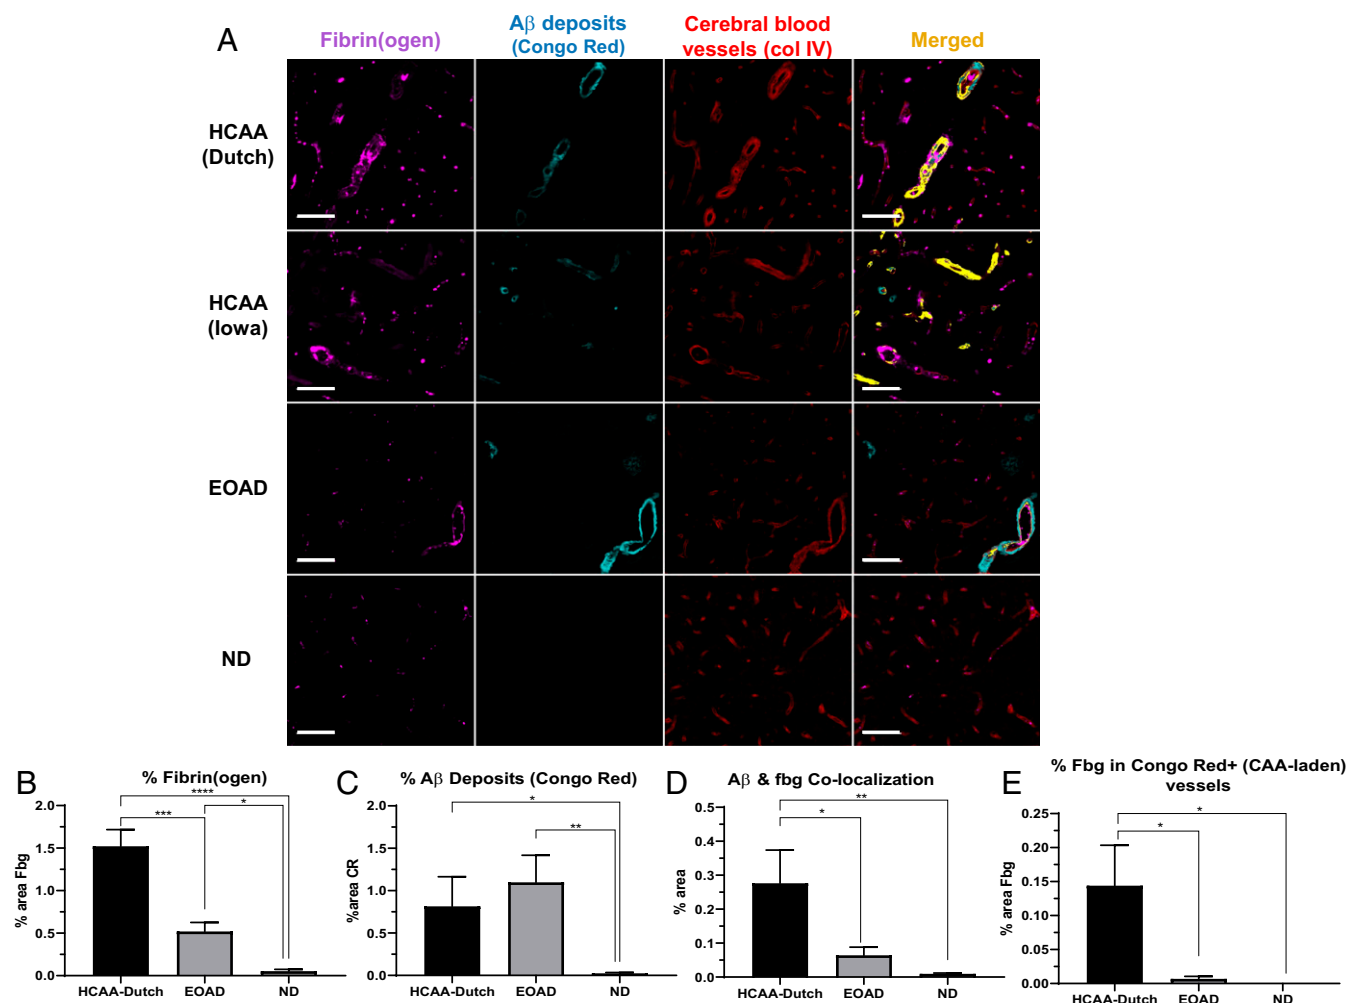 A
Fibrin(ogen)
Aβ deposits
(Congo Red)
Cerebral blood
vessels (col IV)
Merged
HCAA
(Dutch)
HCAA
(Iowa)
EOAD
ND
B
% Fibrin(ogen)
****
***
*
2.0
1.5
1.0
0.5
0.0
% area Fbg
HCAA-Dutch
EOAD
ND
C
% Aβ Deposits (Congo Red)
*
**
2.0
1.5
1.0
0.5
0.0
%area CR
HCAA-Dutch
EOAD
ND
D
Aβ & fbg Co-localization
**
*
0.5
0.4
0.3
0.2
0.1
0.0
% area
HCAA-Dutch
EOAD
ND
E
% Fbg in Congo Red+ (CAA-laden)
vessels
*
*
0.25
0.20
0.15
0.10
0.05
0.00
% area Fbg
HCAA-Dutch
EOAD
ND